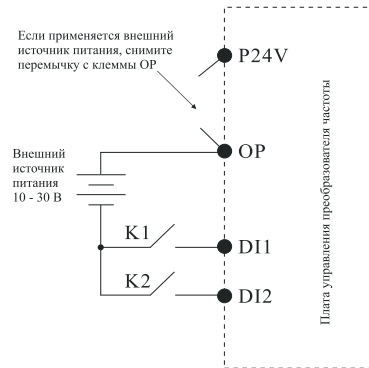 Если применяется внешний
источник питания, снимите
перемычку с клеммы OP
P24V
OP
Внешний
источник
питания
10 - 30 В
K1
DI1
K2
DI2
Плата управления преобразователя частоты